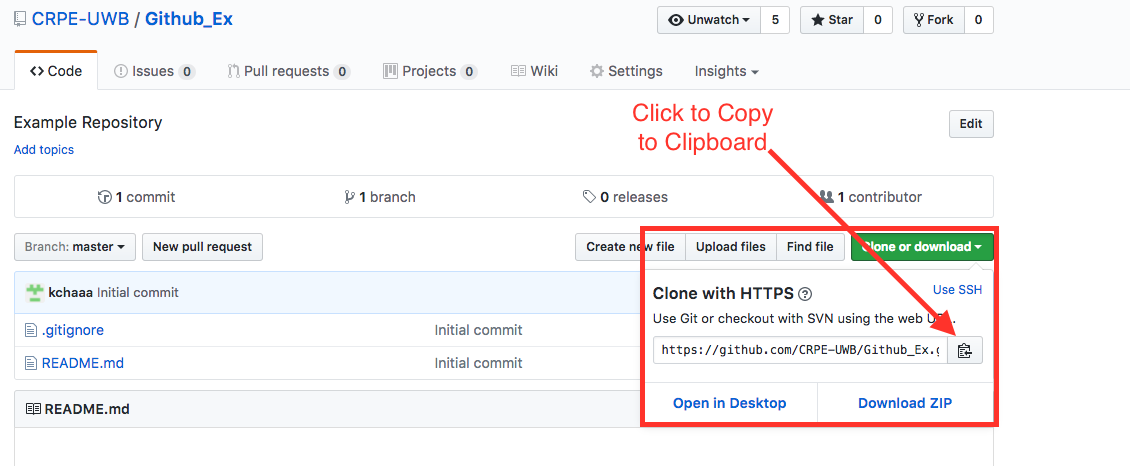 CRPE-UWB / Github_Ex
Unwatch 5 Star 0 Fork 0
Code Issues 0 Pull requests 0 Projects 0 Wiki Settings Insights
Click to Copy
to Clipboard
Example Repository
Edit
Add topics
1 commit 1 branch 0 releases 1 contributor
Branch: master New pull request Create new file Upload files Find file Clone or download
kchaaa Initial commit
.gitignore Initial commit
README.md Initial commit
README.md
Clone with HTTPS Use SSH
Use Git or checkout with SVN using the web
https://github.com/CRPE-UWB/Github_Ex.g
Open in Desktop Download ZIP